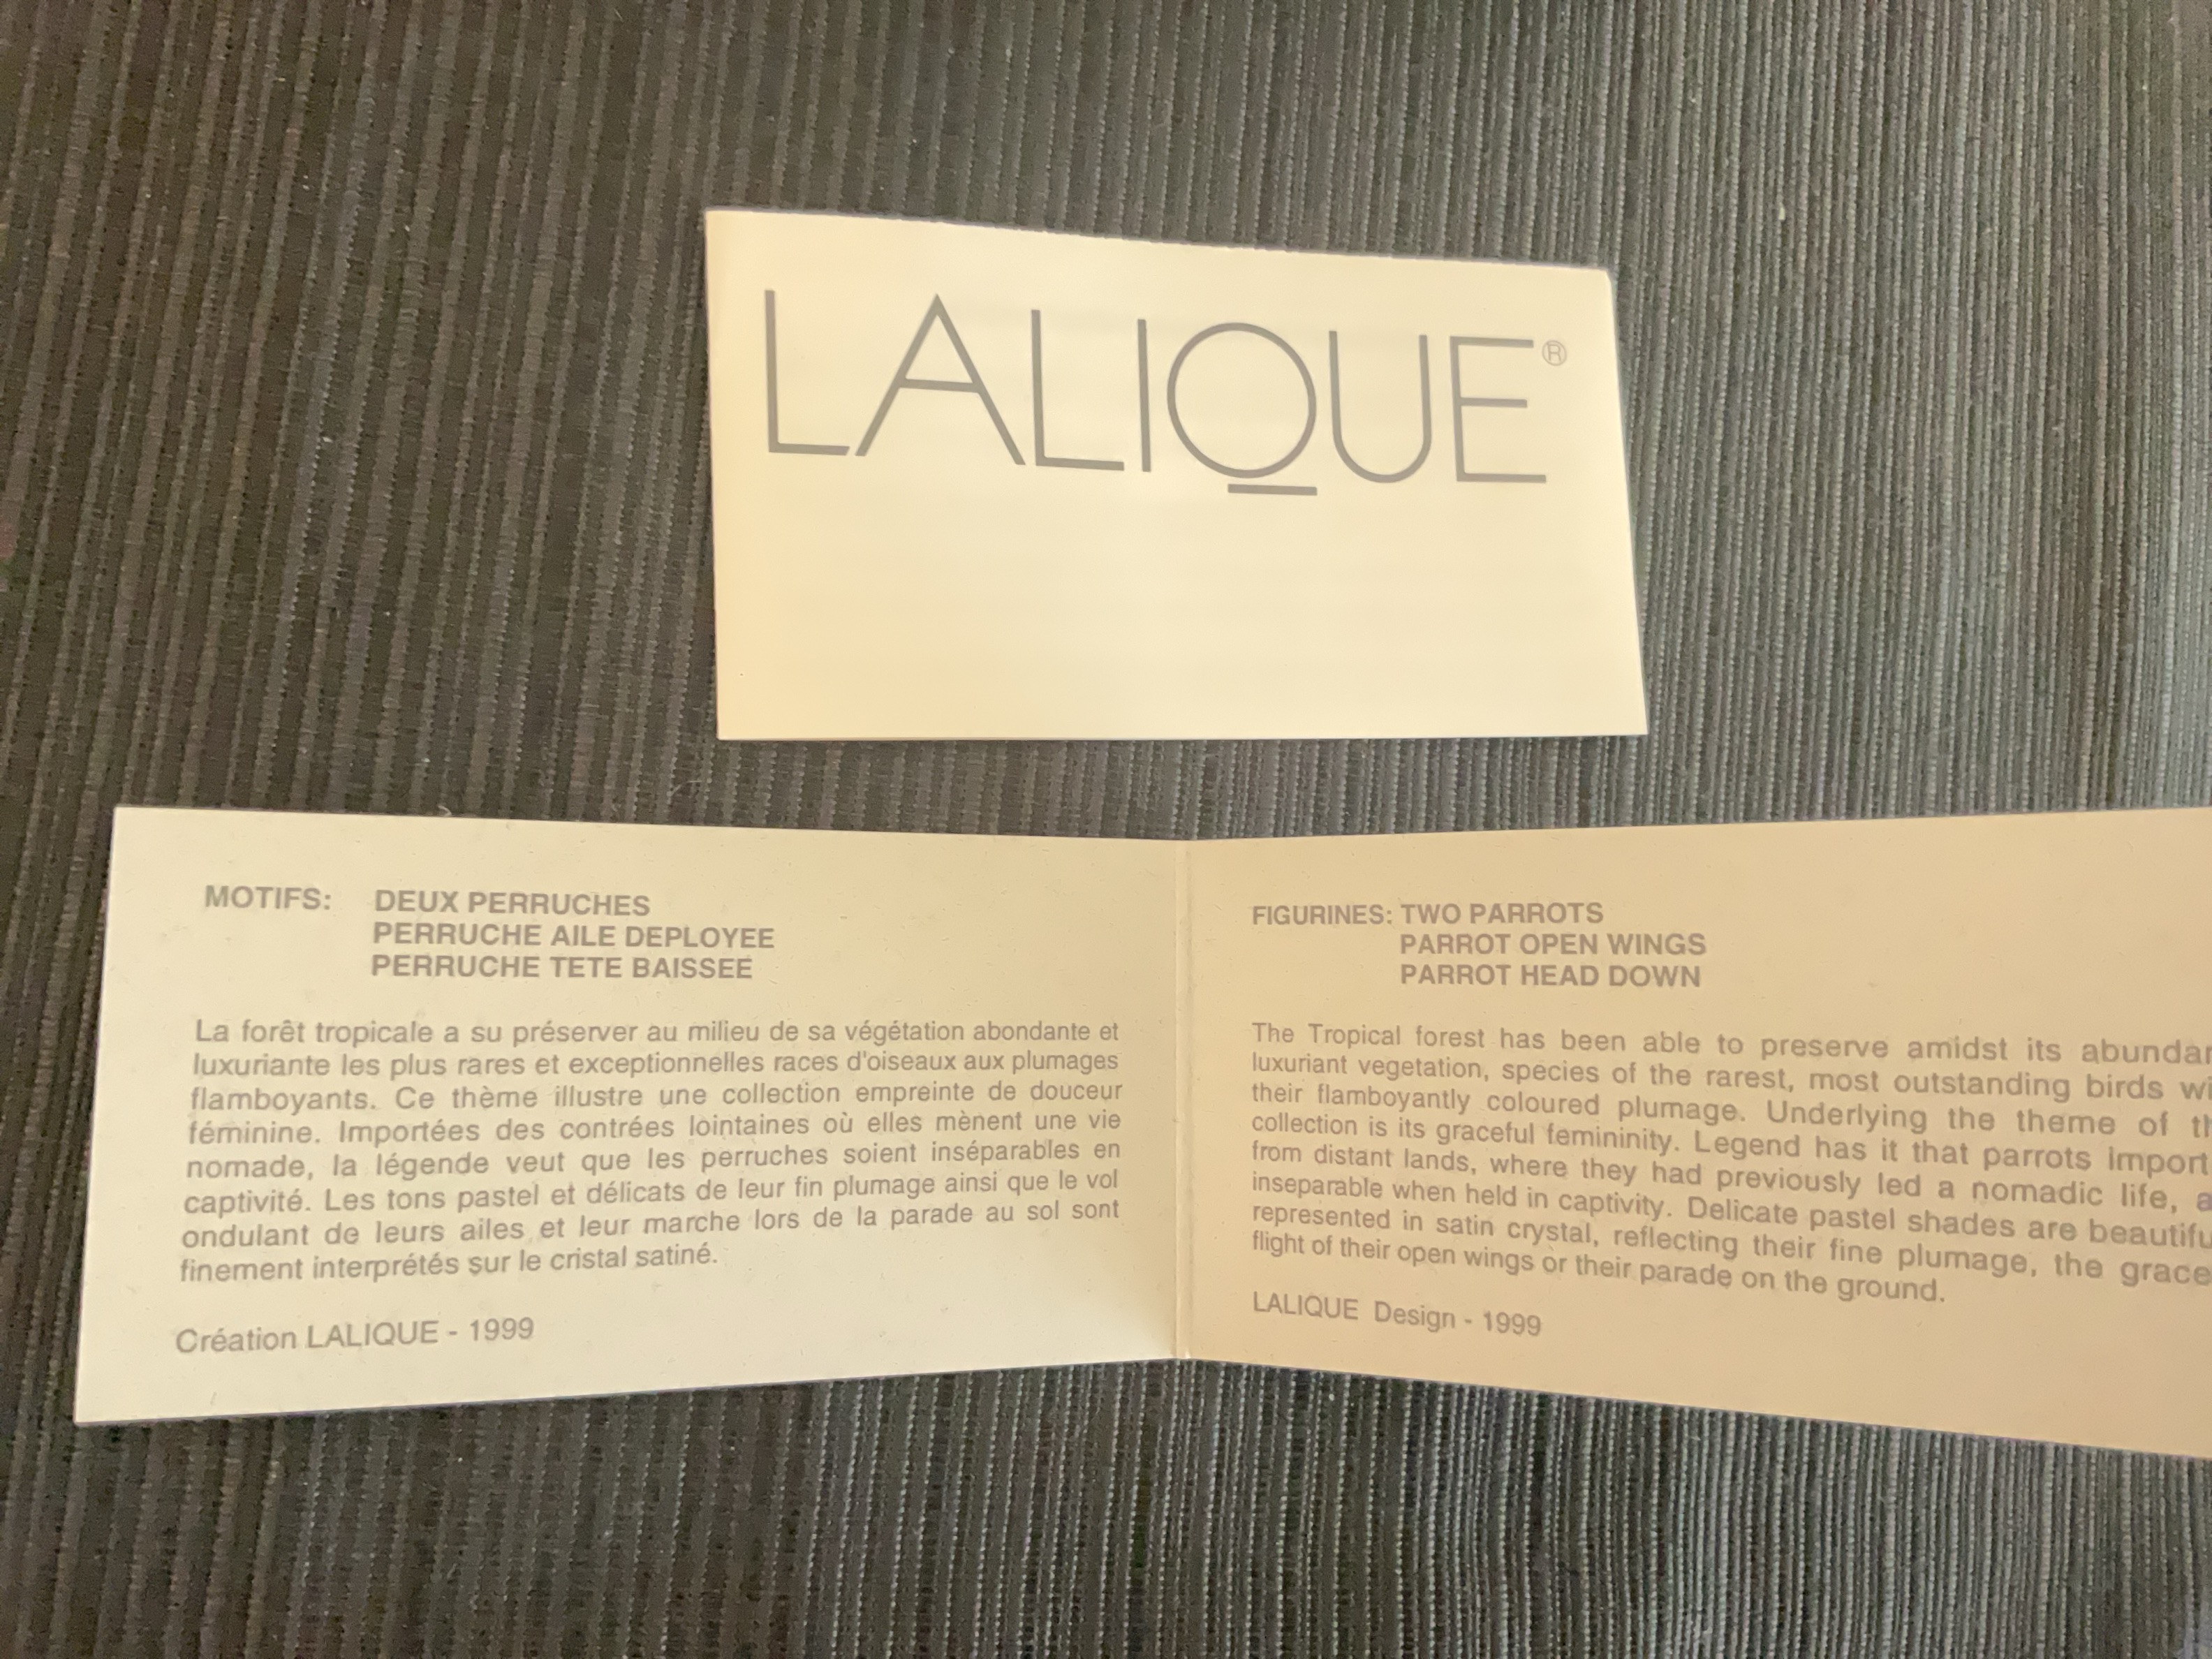 LALIQUE®
MOTIFS: DEUX PERRUCHES
PERRUCHE AILE DEPLOYEE
PERRUCHE TETE BAISSEE
La forêt tropicale a su préserver au milieu de sa végétation abondante et
luxuriante les plus rares et exceptionnelles races d'oiseaux aux plumages
flamboyants. Ce thème illustre une collection empreinte de douceur
féminine. Importées des contrées lointaines où elles mènent une vie
nomade, la légende veut que les perruches soient inséparables en
captivité. Les tons pastel et délicats de leur fin plumage ainsi que le vol
ondulant de leurs ailes et leur marche lors de la parade au sol sont
finement interprétés sur le cristal satiné.
Création LALIQUE - 1999
FIGURINES: TWO PARROTS
PARROT OPEN WINGS
PARROT HEAD DOWN
The Tropical forest has been able to preserve amidst its
luxuriant vegetation, species of the rarest, most outstanding birds
their flamboyantly coloured plumage. Underlying the theme of
collection is its graceful femininity. Legend has it that parrots
from distant lands, where they had previously led a nomadic life,
inseparable when held in captivity. Delicate pastel shades are
represented in satin crystal, reflecting their fine plumage, the
flight of their open wings or their parade on the ground.
LALIQUE Design - 1999